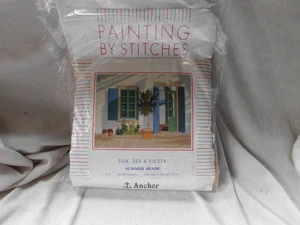 PAINTING
BY STITCHES
SUN, SEA & SIESTA
SUMMER SHADE
Anchor